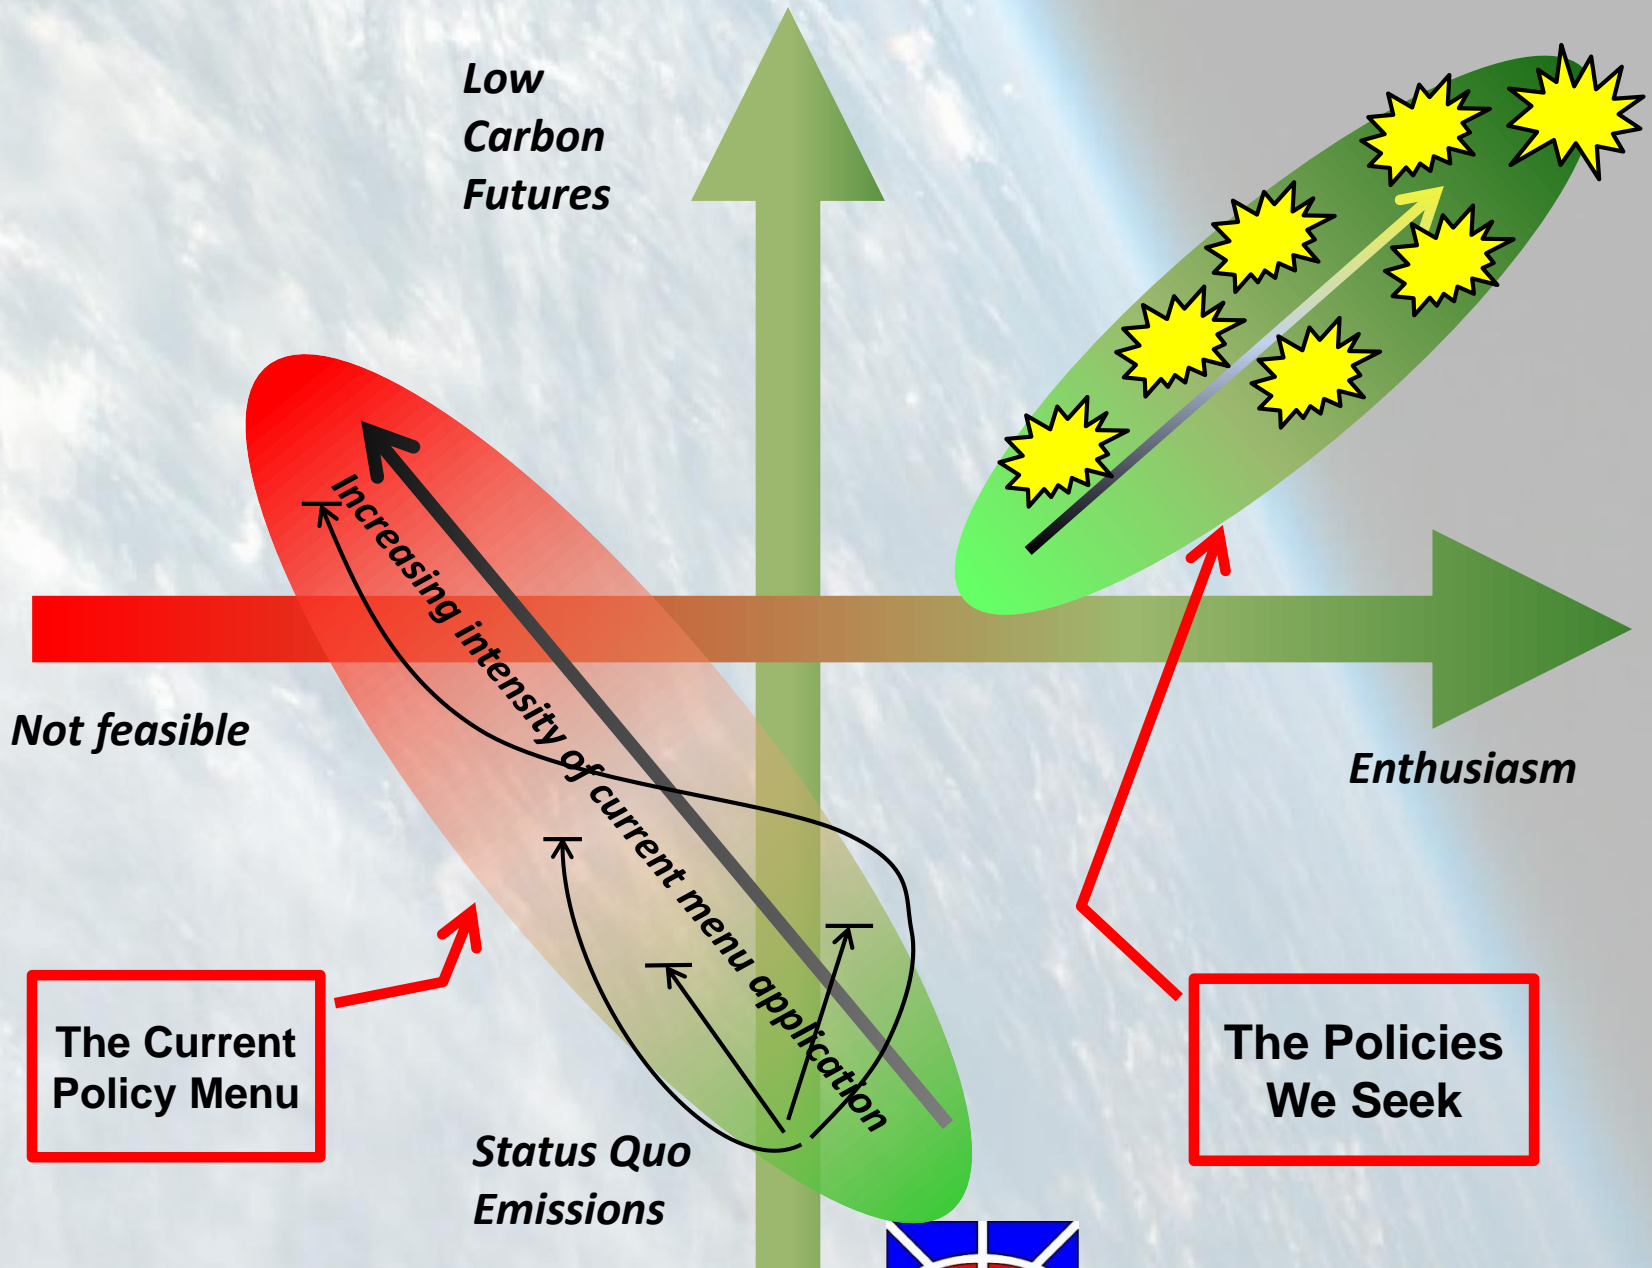 Low
Carbon
Futures
Increasing intensity of current menu application
Not feasible
Enthusiasm
The Current
Policy Menu
The Policies
We Seek
Status Quo
Emissions